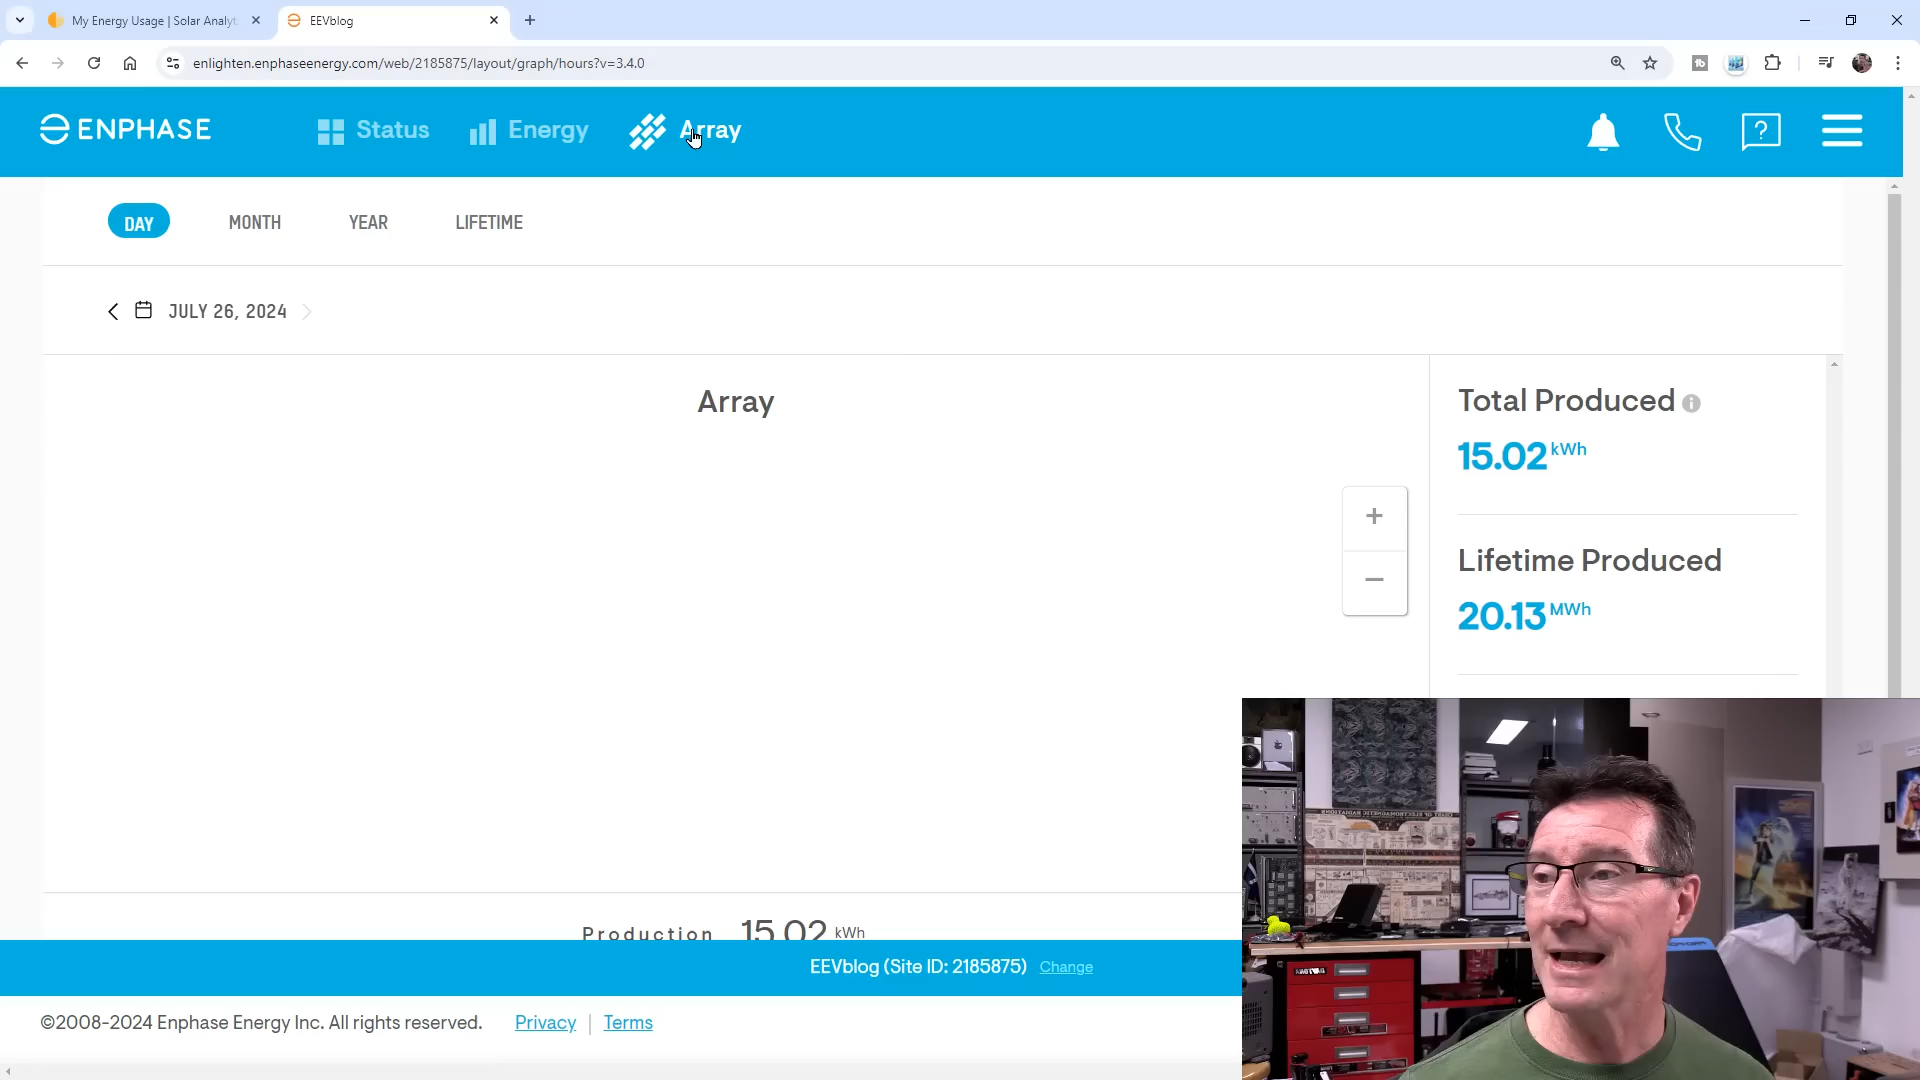 My Energy Usage | Solar Analyt
EEVblog
enlighten.enphaseenergy.com/web/2185875/layout/graph/hours?v=3.4.0
ENPHASE
Status
Energy
Array
DAY
MONTH
YEAR
LIFETIME
JULY 26, 2024
Array
Total Produced
15.02 kWh
Lifetime Produced
20.13 MWh
Production 15.02 kWh
EEVblog (Site ID: 2185875) Change
©2008-2024 Enphase Energy Inc. All rights reserved. Privacy | Terms